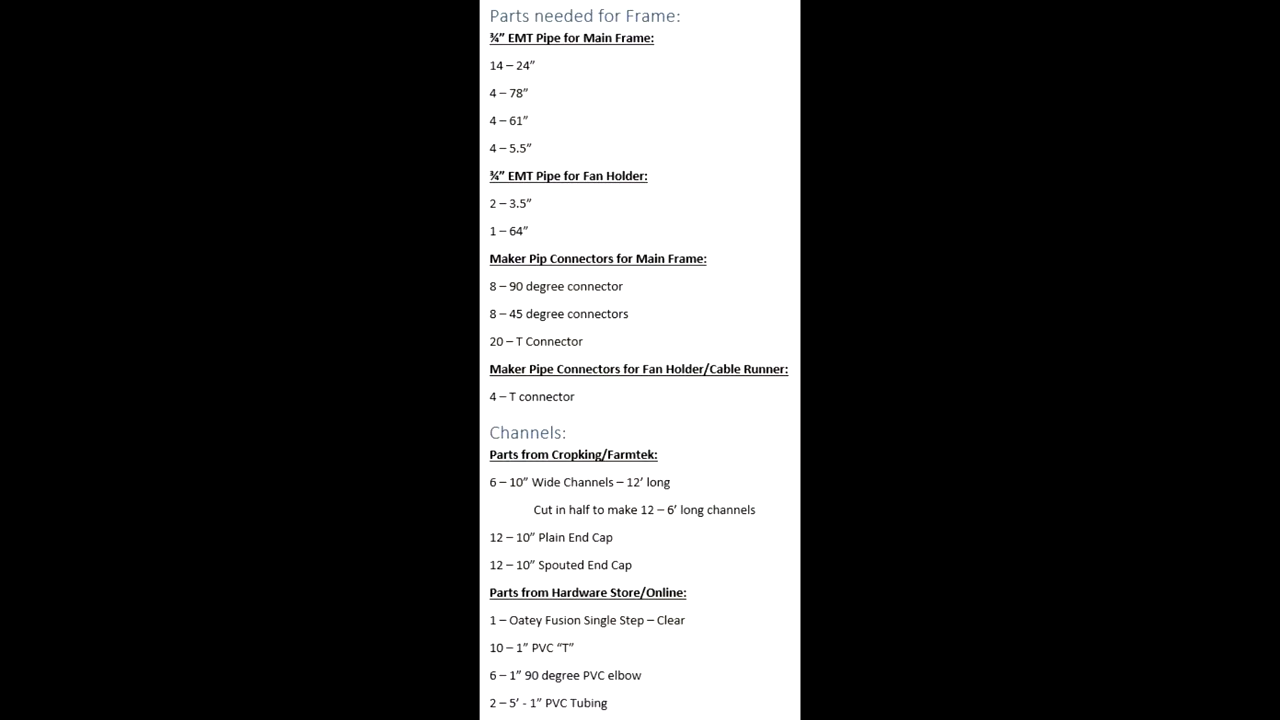 Parts needed for Frame:
¾” EMT Pipe for Main Frame:
14 – 24”
4 – 78”
4 – 61”
4 – 5.5”
¾” EMT Pipe for Fan Holder:
2 – 3.5”
1 – 64”
Maker Pip Connectors for Main Frame:
8 – 90 degree connector
8 – 45 degree connectors
20 – T Connector
Maker Pipe Connectors for Fan Holder/Cable Runner:
4 – T connector
Channels:
Parts from Cropking/Farmtek:
6 – 10” Wide Channels – 12’ long
Cut in half to make 12 – 6’ long channels
12 – 10” Plain End Cap
12 – 10” Spouted End Cap
Parts from Hardware Store/Online:
1 – Oatey Fusion Single Step – Clear
10 – 1” PVC “T”
6 – 1” 90 degree PVC elbow
2 – 5’ - 1” PVC Tubing